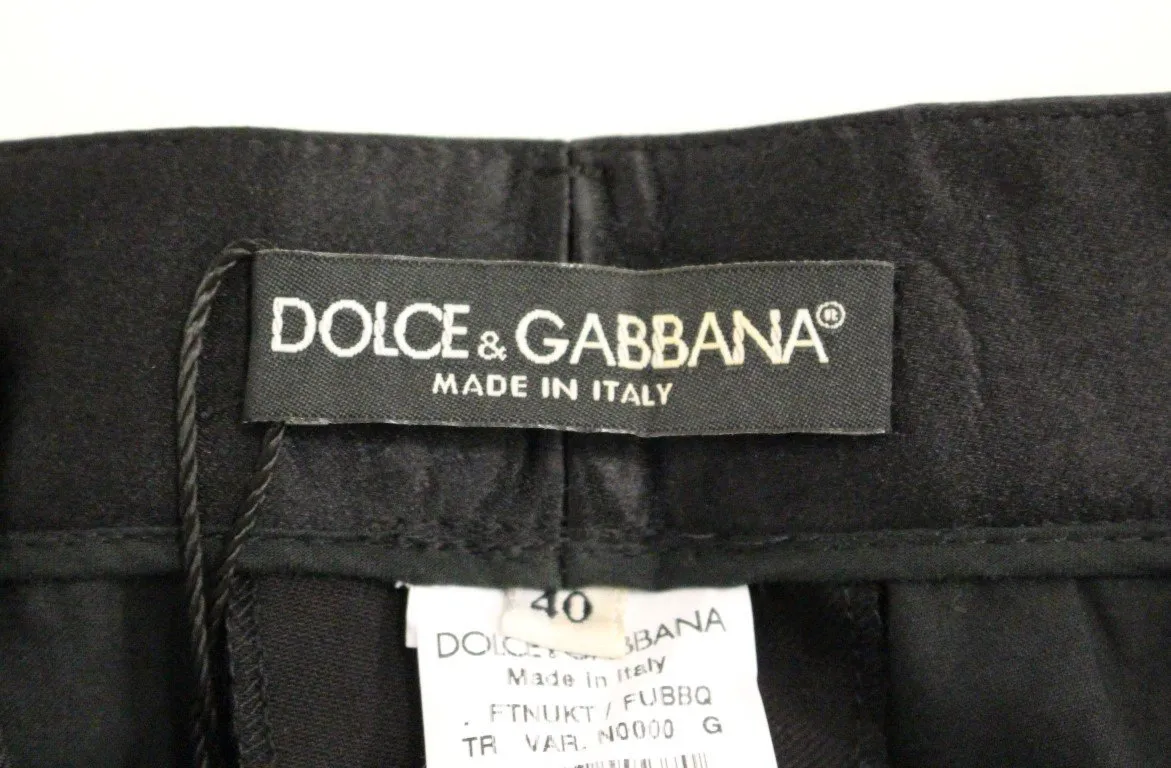 DOLCE & GABBANA®
MADE IN ITALY
40
DOLCE & GABBANA
Made in Italy
. FTNUKT / FUBBQ
TR VAR. N0000 G